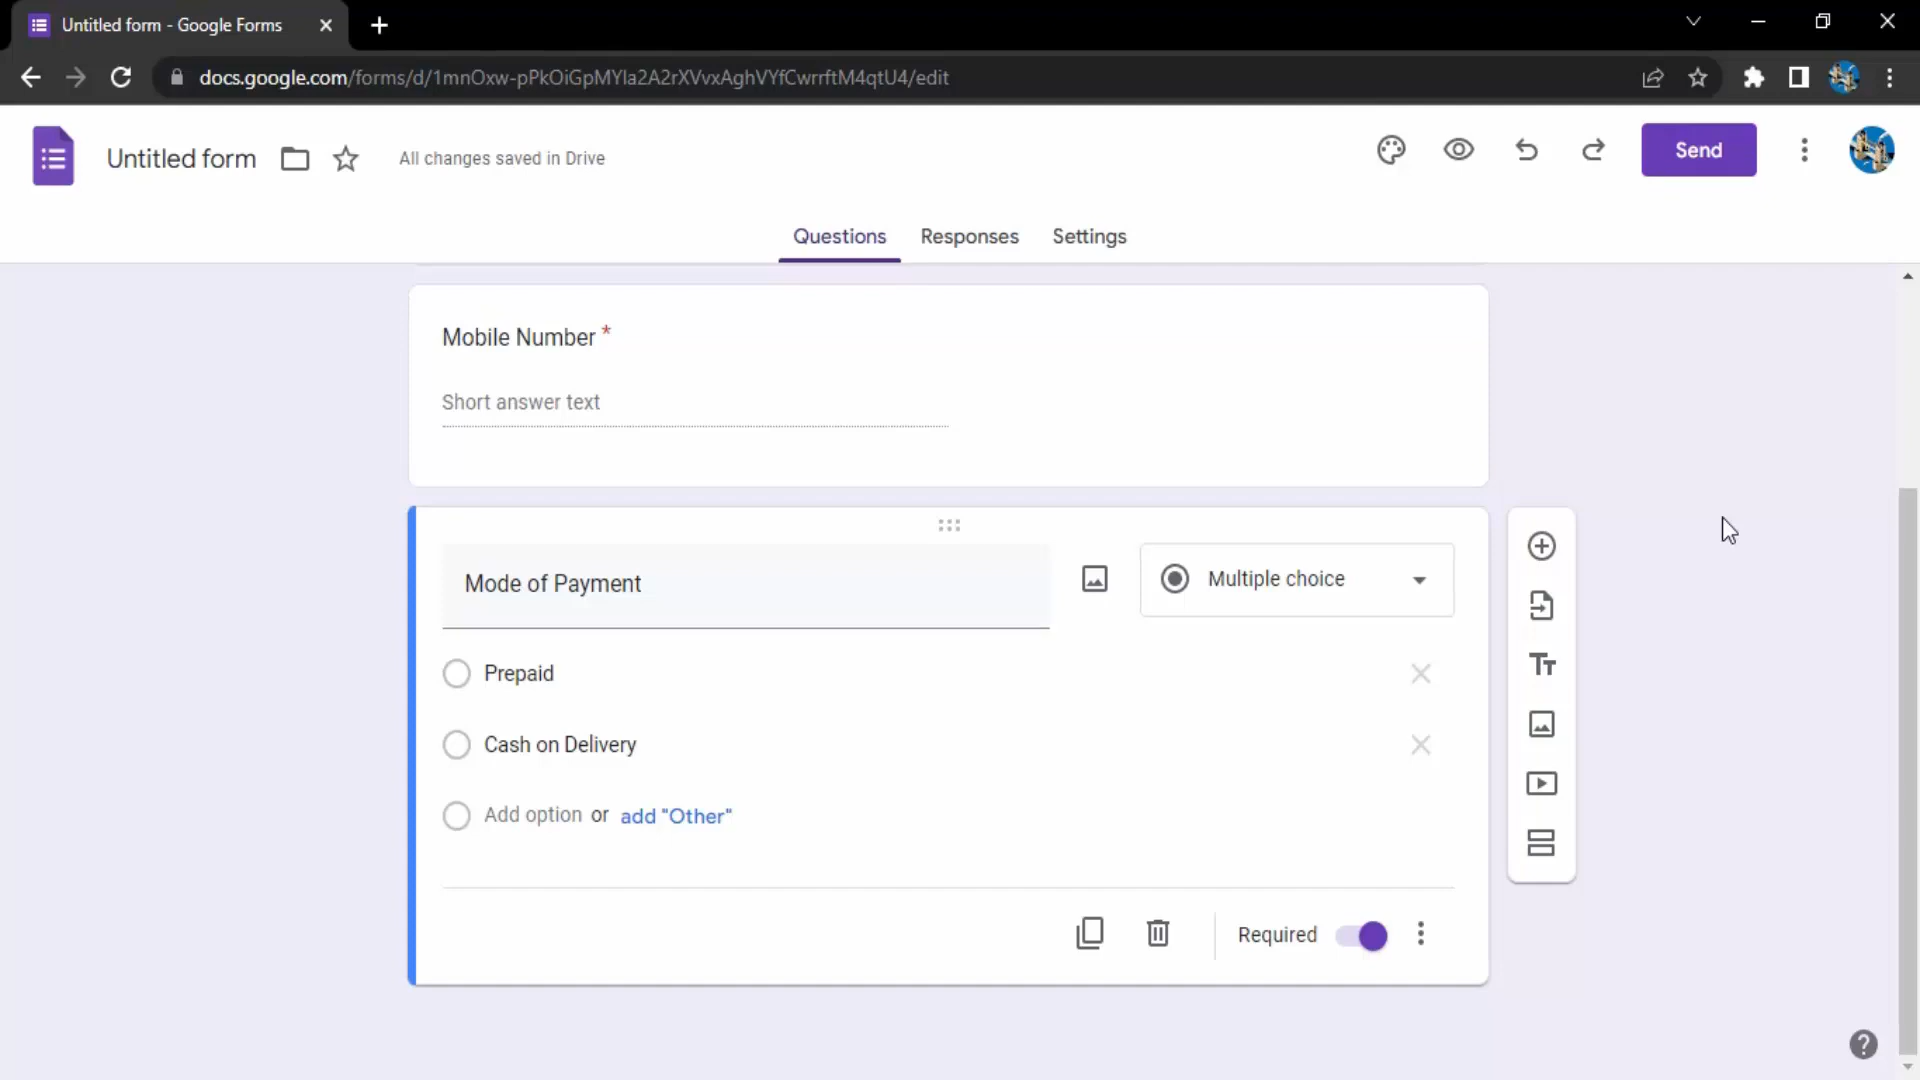 Untitled form - Google Forms
docs.google.com/forms/d/1mnOxw-pPkOiGpMYla2A2rXVvxAghVYfCwrrftM4qtU4/edit
Untitled form
All changes saved in Drive
Send
Questions
Responses
Settings
Mobile Number *
Short answer text
Mode of Payment
Multiple choice
Prepaid
Cash on Delivery
Add option or add "Other"
Required